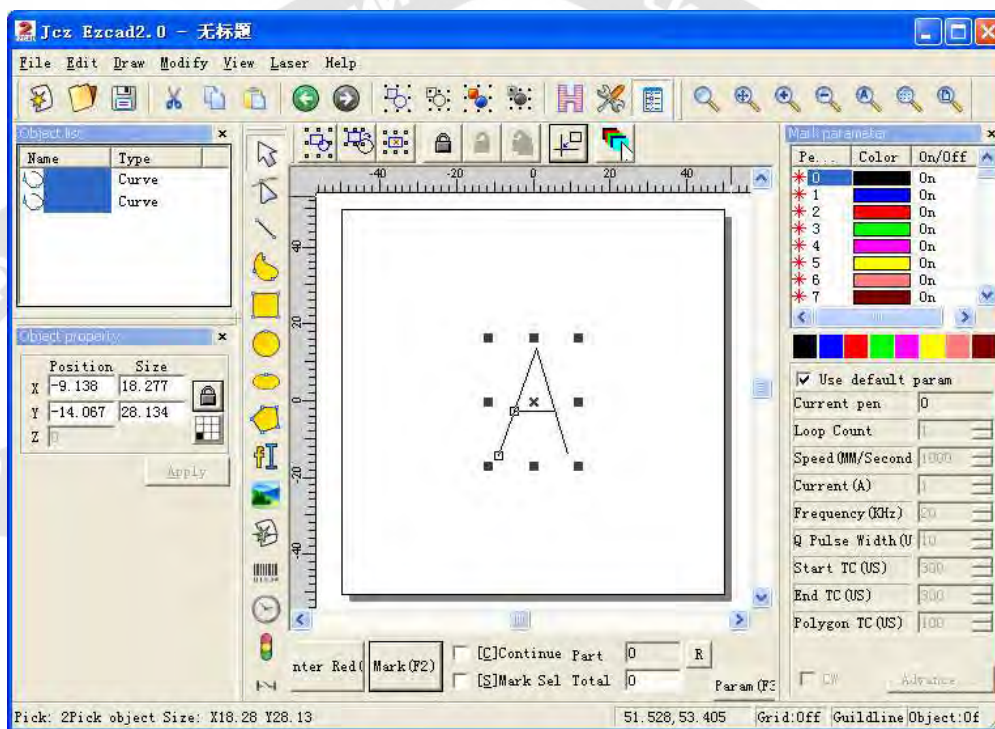 Jcz Ezcad2.0 - 无标题
File Edit Draw Modify View Laser Help
Object list
Name Type
Curve
Curve
Object property
Position Size
X -9.138 18.277
Y -14.067 28.134
Z 0
Apply
-40 -20 0 20 40
40
20
0
-20
-40
nter Red(
Mark(F2)
[C]Continue Part 0 R
[S]Mark Sel Total 0
Param(F3
Mark parameter
Pe... Color On/Off
0 On
1 On
2 On
3 On
4 On
5 On
6 On
7 On
Use default param
Current pen 0
Loop Count 1
Speed(MM/Second 1000
Current(A) 1
Frequency(KHz) 20
Q Pulse Width(U 10
Start TC(US) 300
End TC(US) 300
Polygon TC(US) 100
CW Advance...
Pick: 2Pick object Size: X18.28 Y28.13
51.528,53.405
Grid:Off
Guildline
Object:Of